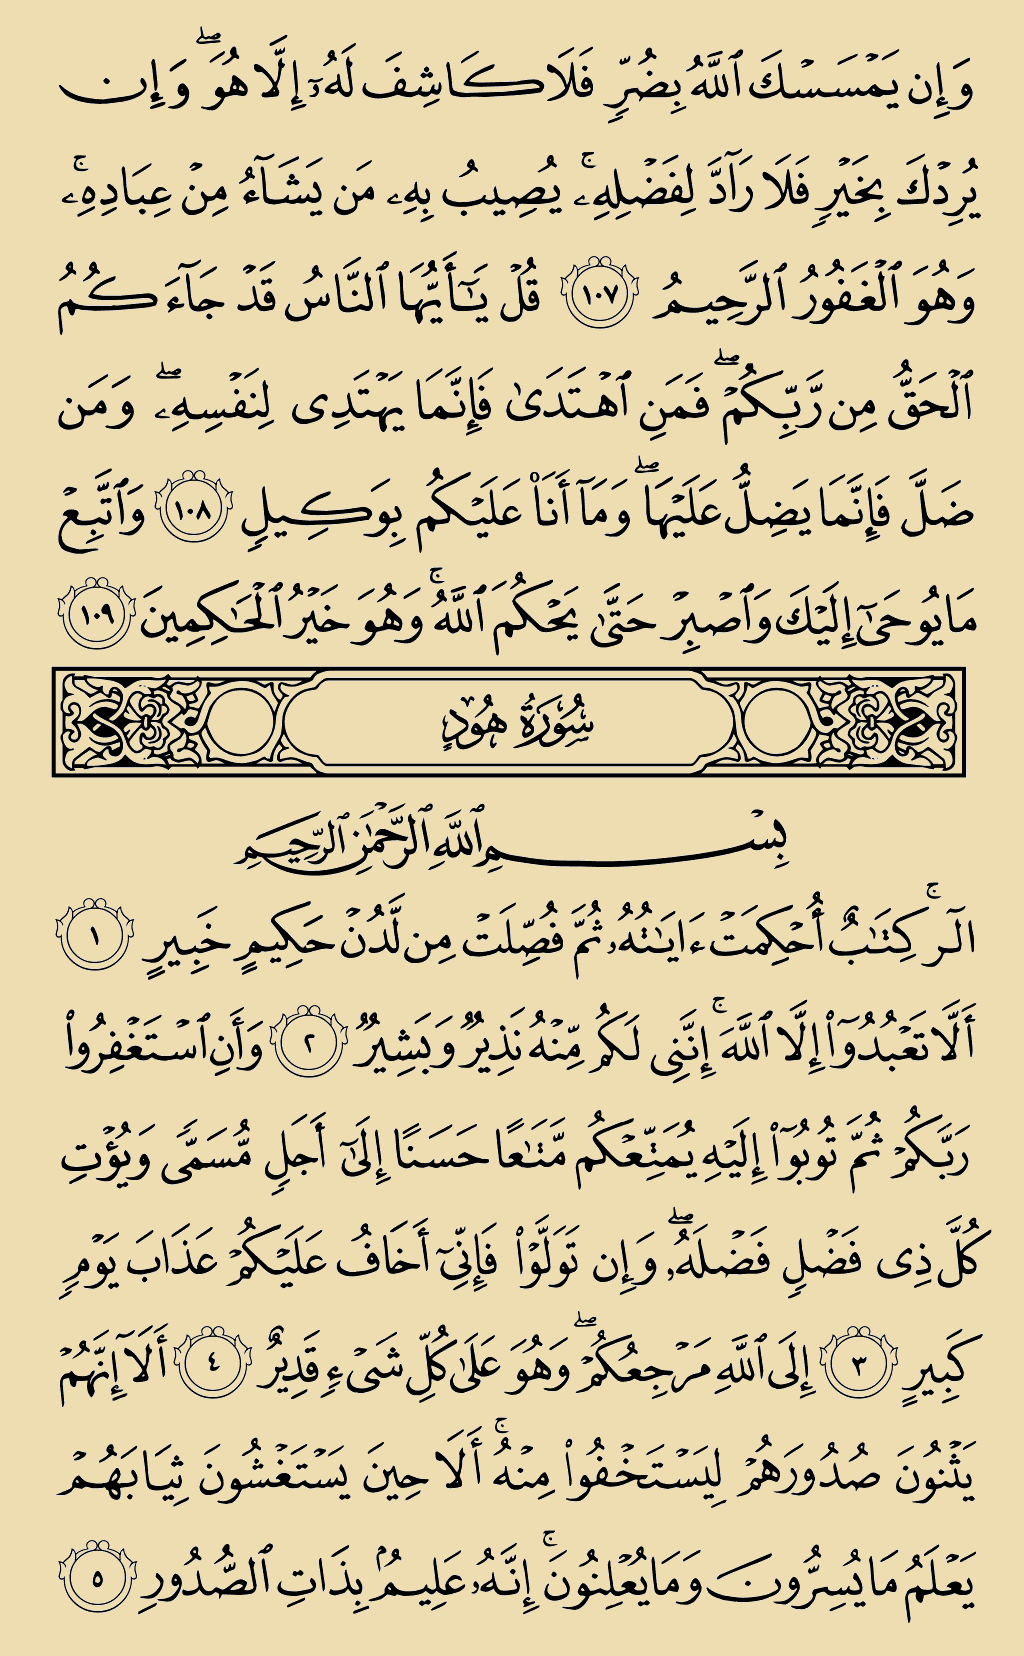 وَإِن يَمۡسَسۡكَ ٱللَّهُ بِضُرّٖ فَلَا كَاشِفَ لَهُۥٓ إِلَّا هُوَۖ وَإِن
يُرِدۡكَ بِخَيۡرٖ فَلَا رَآدَّ لِفَضۡلِهِۦۚ يُصِيبُ بِهِۦ مَن يَشَآءُ مِنۡ عِبَادِهِۦۚ
وَهُوَ ٱلۡغَفُورُ ٱلرَّحِيمُ ١٠٧ قُلۡ يَٰٓأَيُّهَا ٱلنَّاسُ قَدۡ جَآءَكُمُ
ٱلۡحَقُّ مِن رَّبِّكُمۡۖ فَمَنِ ٱهۡتَدَىٰ فَإِنَّمَا يَهۡتَدِي لِنَفۡسِهِۦۖ وَمَن
ضَلَّ فَإِنَّمَا يَضِلُّ عَلَيۡهَاۖ وَمَآ أَنَا۠ عَلَيۡكُم بِوَكِيلٖ ١٠٨ وَٱتَّبِعۡ
مَا يُوحَىٰٓ إِلَيۡكَ وَٱصۡبِرۡ حَتَّىٰ يَحۡكُمَ ٱللَّهُۚ وَهُوَ خَيۡرُ ٱلۡحَٰكِمِينَ ١٠٩
سُورَةُ هُودٍ
بِسۡمِ ٱللَّهِ ٱلرَّحۡمَٰنِ ٱلرَّحِيمِ
الٓرۚ كِتَٰبٌ أُحۡكِمَتۡ ءَايَٰتُهُۥ ثُمَّ فُصِّلَتۡ مِن لَّدُنۡ حَكِيمٍ خَبِيرٍ ١
أَلَّا تَعۡبُدُوٓاْ إِلَّا ٱللَّهَۚ إِنَّنِي لَكُم مِّنۡهُ نَذِيرٞ وَبَشِيرٞ ٢ وَأَنِ ٱسۡتَغۡفِرُواْ
رَبَّكُمۡ ثُمَّ تُوبُوٓاْ إِلَيۡهِ يُمَتِّعۡكُم مَّتَٰعًا حَسَنًا إِلَىٰٓ أَجَلٖ مُّسَمّٗى وَيُؤۡتِ
كُلَّ ذِي فَضۡلٖ فَضۡلَهُۥۖ وَإِن تَوَلَّوۡاْ فَإِنِّيٓ أَخَافُ عَلَيۡكُمۡ عَذَابَ يَوۡمٖ
كَبِيرٍ ٣ إِلَى ٱللَّهِ مَرۡجِعُكُمۡۖ وَهُوَ عَلَىٰ كُلِّ شَيۡءٖ قَدِيرٌ ٤ أَلَآ إِنَّهُمۡ
يَثۡنُونَ صُدُورَهُمۡ لِيَسۡتَخۡفُواْ مِنۡهُۚ أَلَا حِينَ يَسۡتَغۡشُونَ ثِيَابَهُمۡ
يَعۡلَمُ مَا يُسِرُّونَ وَمَا يُعۡلِنُونَۚ إِنَّهُۥ عَلِيمُۢ بِذَاتِ ٱلصُّدُورِ ٥